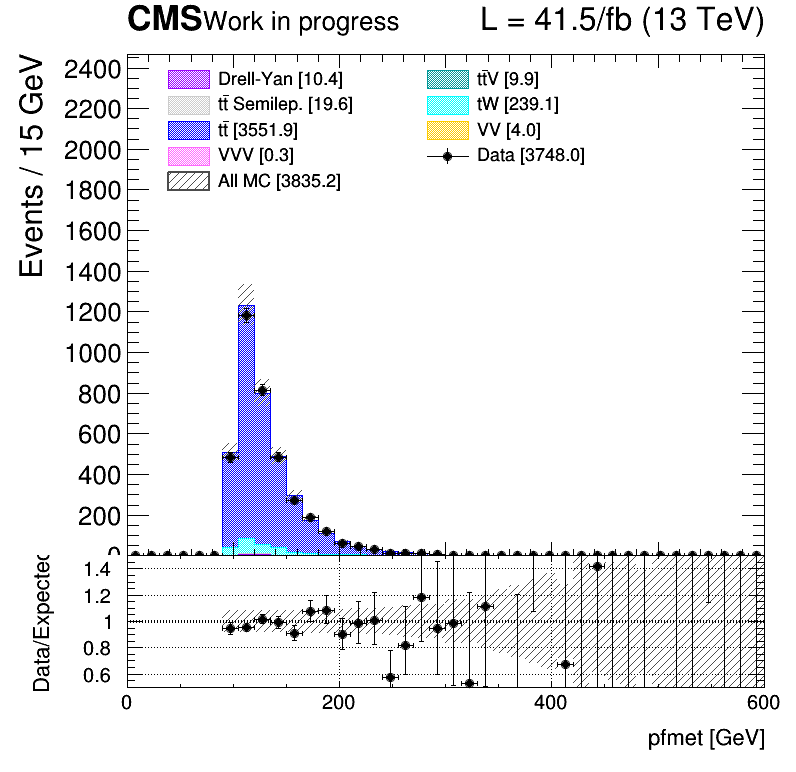 CMS Work in progress L = 41.5/fb (13 TeV)
Events / 15 GeV
2400
2200
2000
1800
1600
1400
1200
1000
800
600
400
200
0
Drell-Yan [10.4]
tt̄ Semilep. [19.6]
tt̄ [3551.9]
VVV [0.3]
All MC [3835.2]
tt̄V [9.9]
tW [239.1]
VV [4.0]
Data [3748.0]
Data/Expected
1.4
1.2
1
0.8
0.6
0 200 400 600
pfmet [GeV]